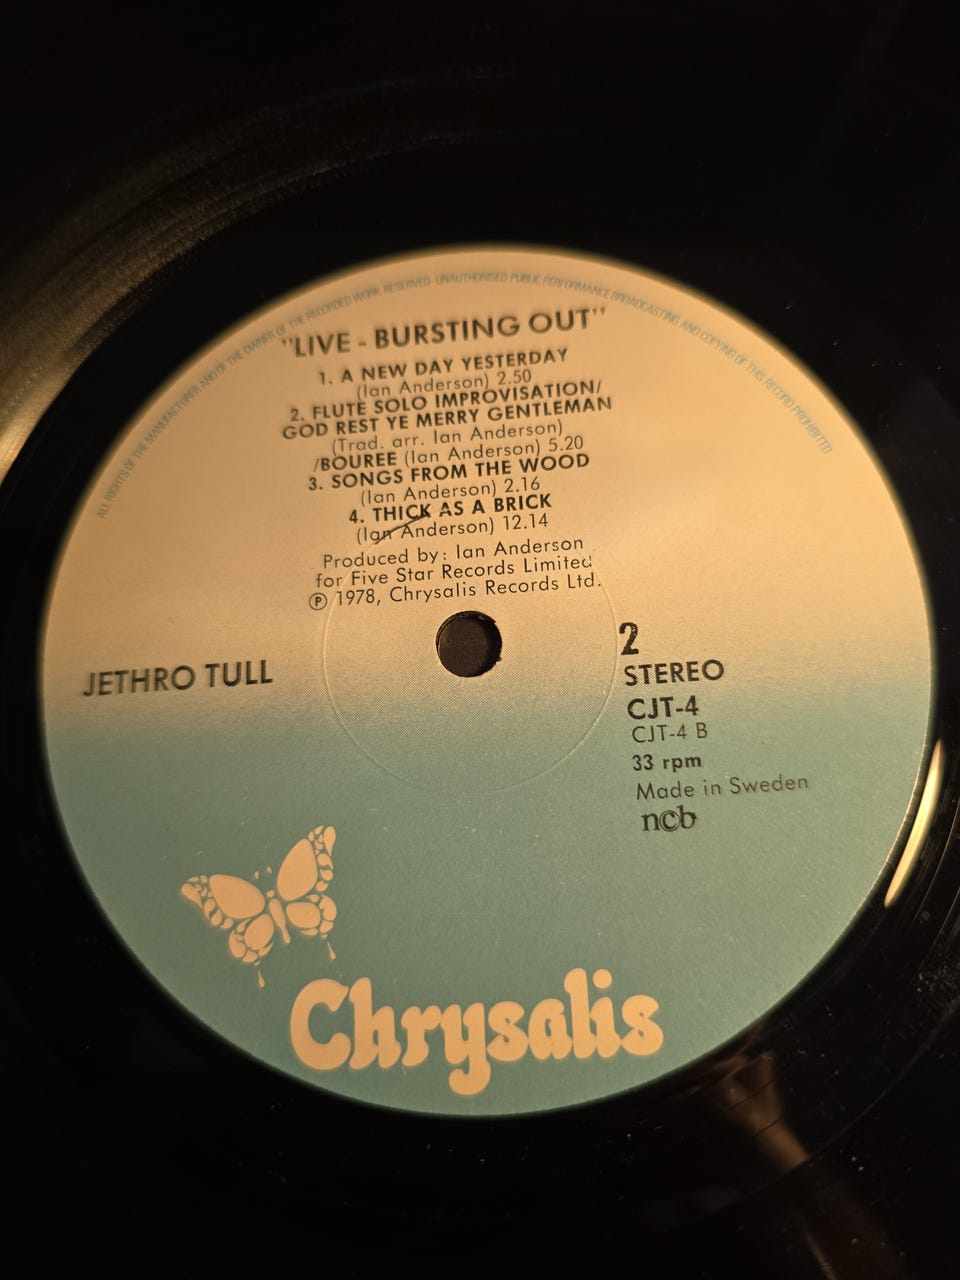 ALL RIGHTS OF THE MANUFACTURER AND OF THE OWNER OF THE RECORDED WORK RESERVED UNAUTHORISED PUBLIC PERFORMANCE BROADCASTING AND COPYING OF THIS RECORD PROHIBITED
"LIVE - BURSTING OUT"
1. A NEW DAY YESTERDAY
(Ian Anderson) 2.50
2. FLUTE SOLO IMPROVISATION/
GOD REST YE MERRY GENTLEMAN
(Trad. arr. Ian Anderson)
/BOUREE (Ian Anderson) 5.20
3. SONGS FROM THE WOOD
(Ian Anderson) 2.16
4. THICK AS A BRICK
(Ian Anderson) 12.14
Produced by: Ian Anderson
for Five Star Records Limited
℗ 1978, Chrysalis Records Ltd.
JETHRO TULL
2
STEREO
CJT-4
CJT-4 B
33 rpm
Made in Sweden
ncb
Chrysalis